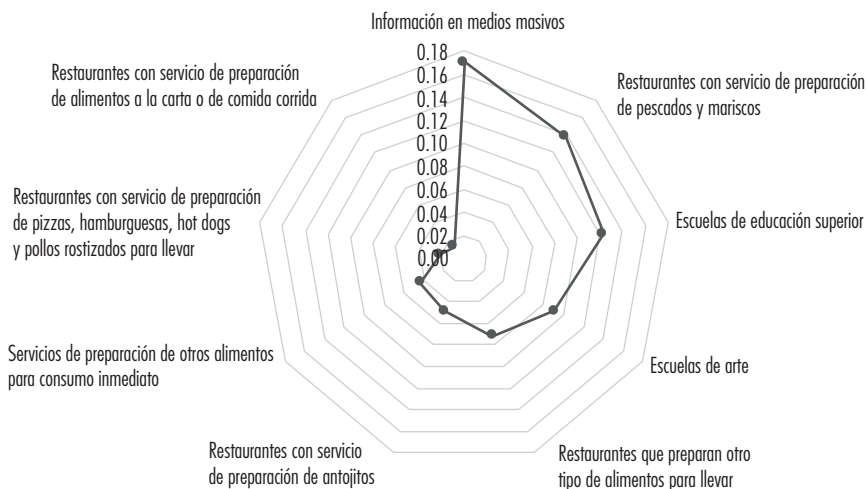 Información en medios masivos
0.18
0.16
0.14
0.12
0.10
0.08
0.06
0.04
0.02
0.00
Restaurantes con servicio de preparación
de pescados y mariscos
Escuelas de educación superior
Escuelas de arte
Restaurantes que preparan otro
tipo de alimentos para llevar
Restaurantes con servicio
de preparación de antojitos
Servicios de preparación de otros alimentos
para consumo inmediato
Restaurantes con servicio de preparación
de pizzas, hamburguesas, hot dogs
y pollos rostizados para llevar
Restaurantes con servicio de preparación
de alimentos a la carta o de comida corrida